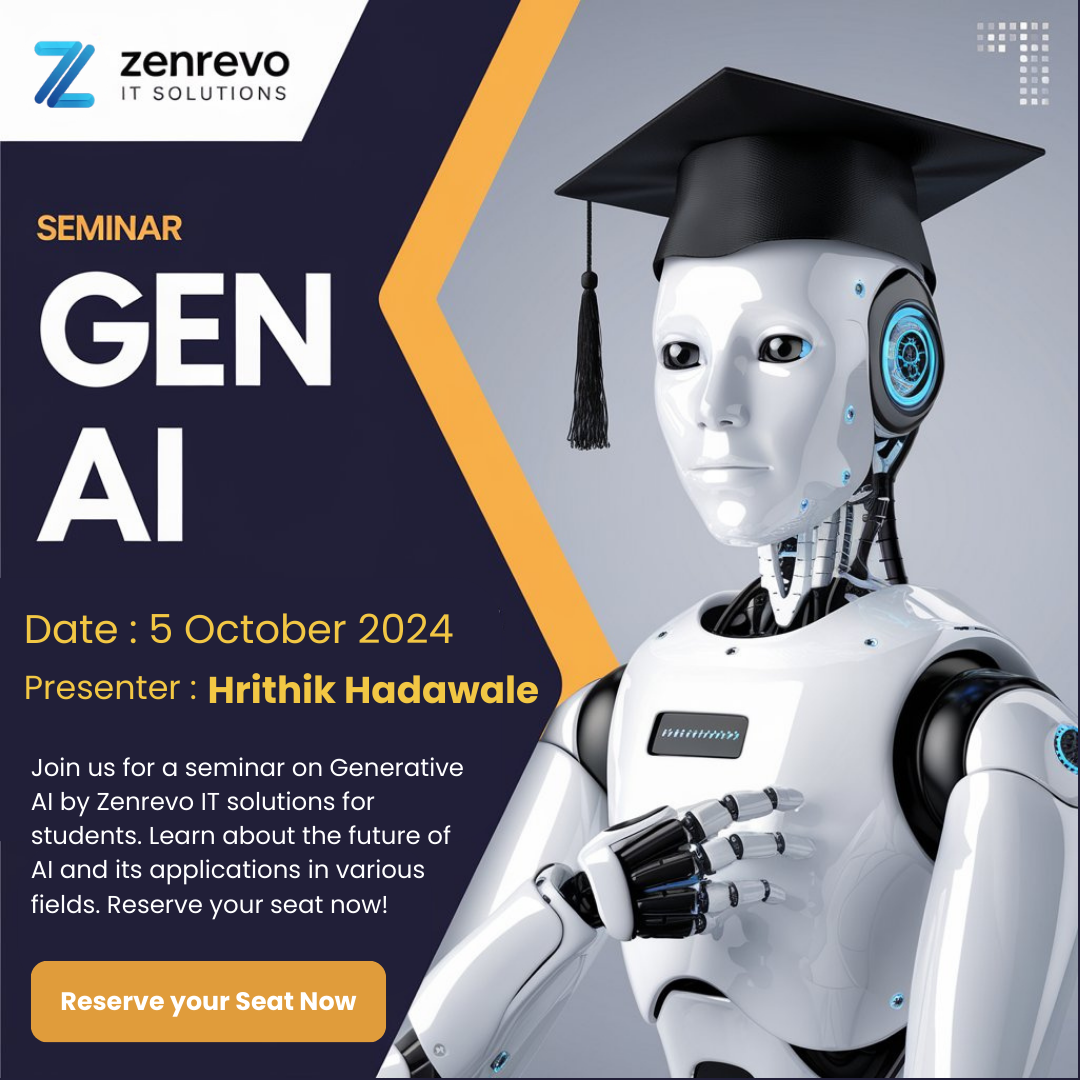 zenrevo
IT SOLUTIONS
SEMINAR
GEN
AI
Date : 5 October 2024
Presenter : Hrithik Hadawale
Join us for a seminar on Generative
AI by Zenrevo IT solutions for
students. Learn about the future of
AI and its applications in various
fields. Reserve your seat now!
Reserve your Seat Now